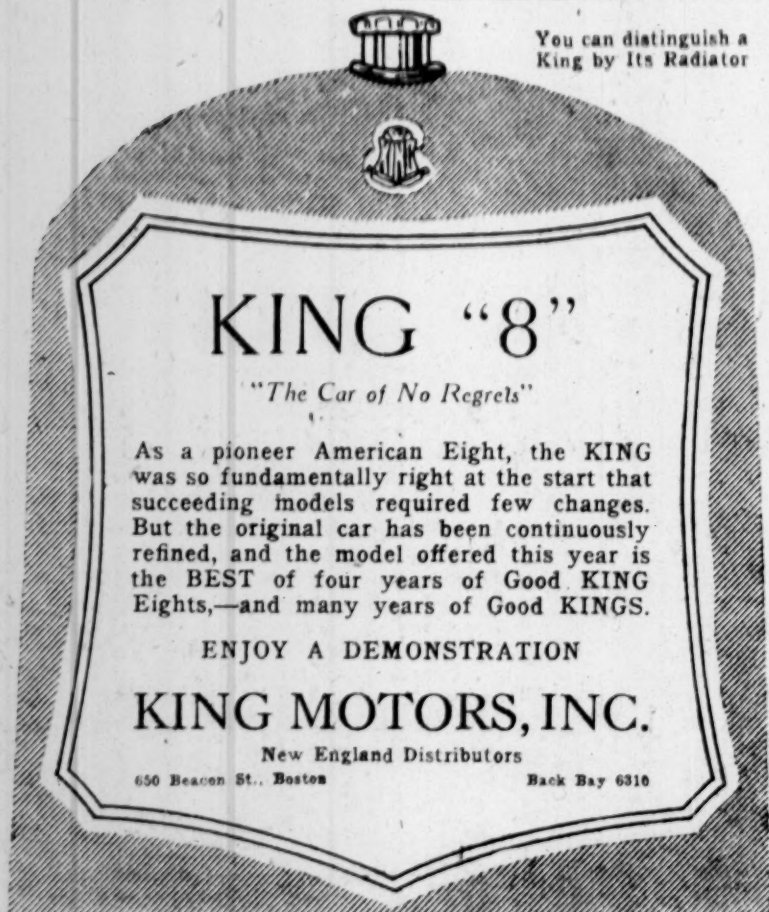 You can distinguish a
King by Its Radiator
KING
KING "8"
"The Car of No Regrets"
As a pioneer American Eight, the KING
was so fundamentally right at the start that
succeeding models required few changes.
But the original car has been continuously
refined, and the model offered this year is
the BEST of four years of Good KING
Eights,—and many years of Good KINGS.
ENJOY A DEMONSTRATION
KING MOTORS, INC.
New England Distributors
650 Beacon St., Boston Back Bay 6310